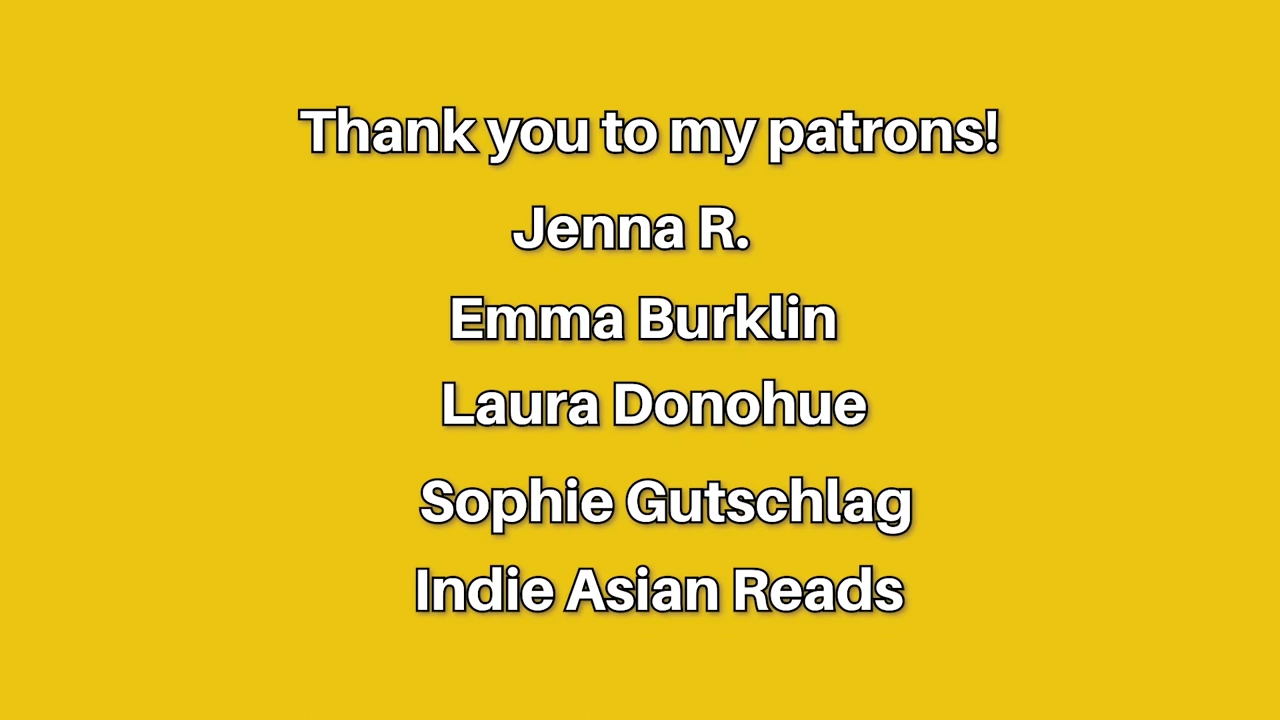 Thank you to my patrons!
Jenna R.
Emma Burklin
Laura Donohue
Sophie Gutschlag
Indie Asian Reads